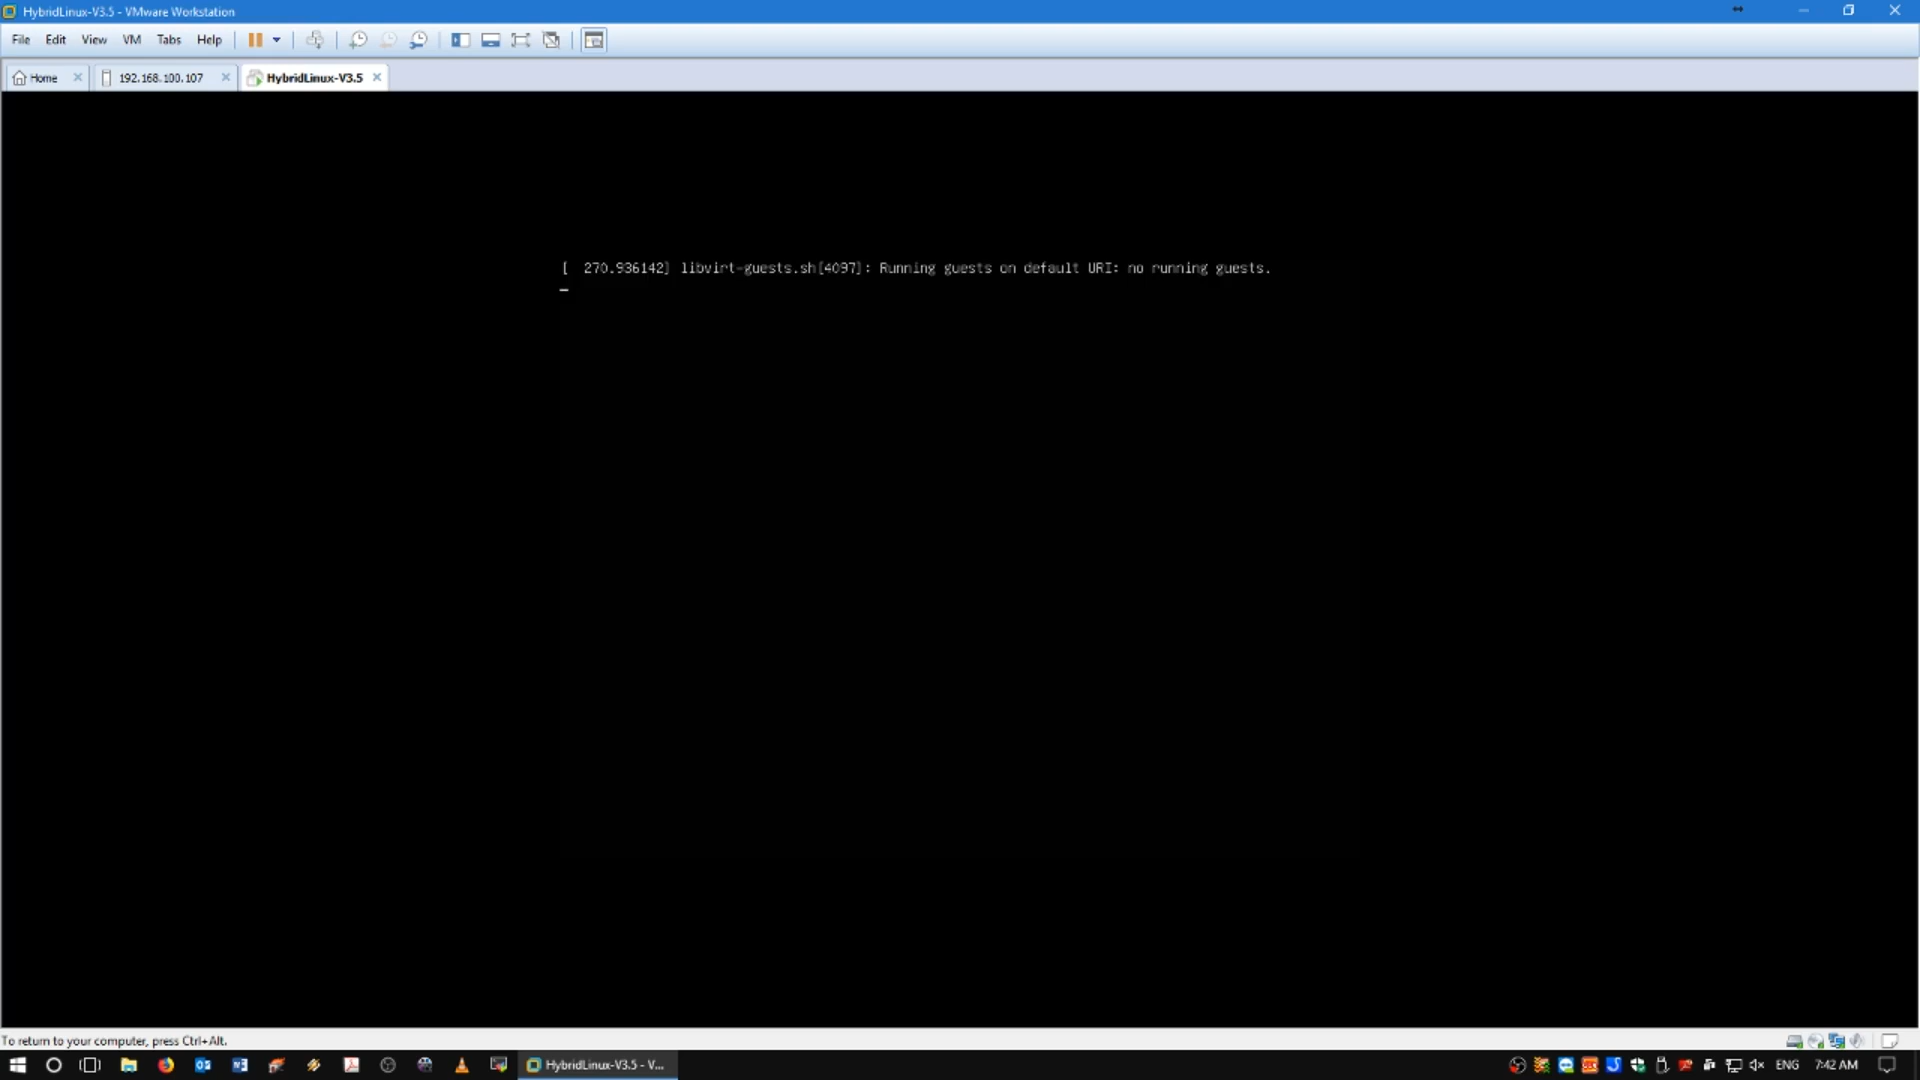 HybridLinux-V3.5 - VMware Workstation
File Edit View VM Tabs Help
Home 192.168.100.107 HybridLinux-V3.5
[  270.936142] libvirt-guests.sh[4097]: Running guests on default URI: no running guests.
To return to your computer, press Ctrl+Alt.
HybridLinux-V3.5 - V... ENG 7:42 AM